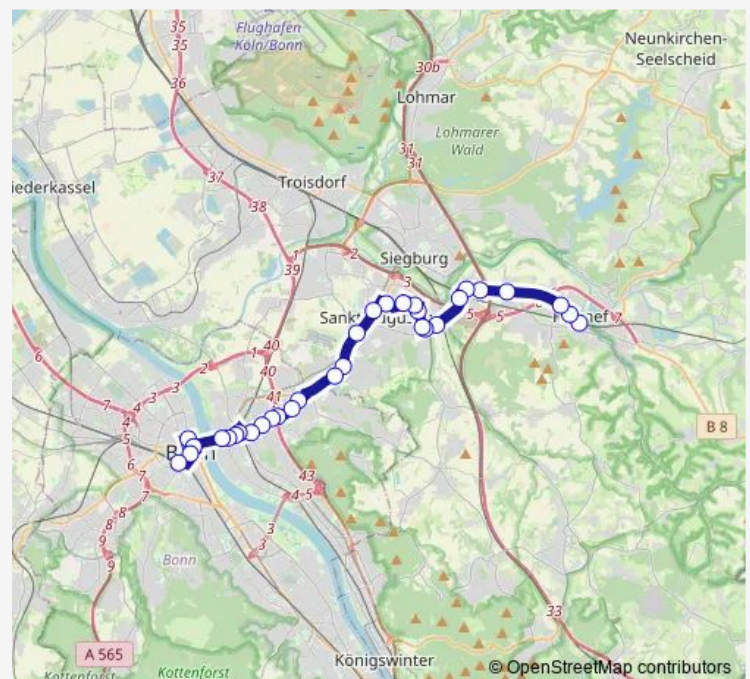 35
35
36
Flughafen
Köln/Bonn
Neunkirchen-
Seelscheid
30b
Lohmar
31
31
Lohmarer
Wald
37
iederkassel
Troisdorf
38
1
2
39
Siegburg
3
5
5
6
7
40
2
1
3
3
40
7
4
4
5
41
6
7
7
8
8
9
9
B 8
43
4-5
3
3
Bonn
33
A 565
Kottenforst
Kottenforst
Königswinter
© OpenStreetMap contributors